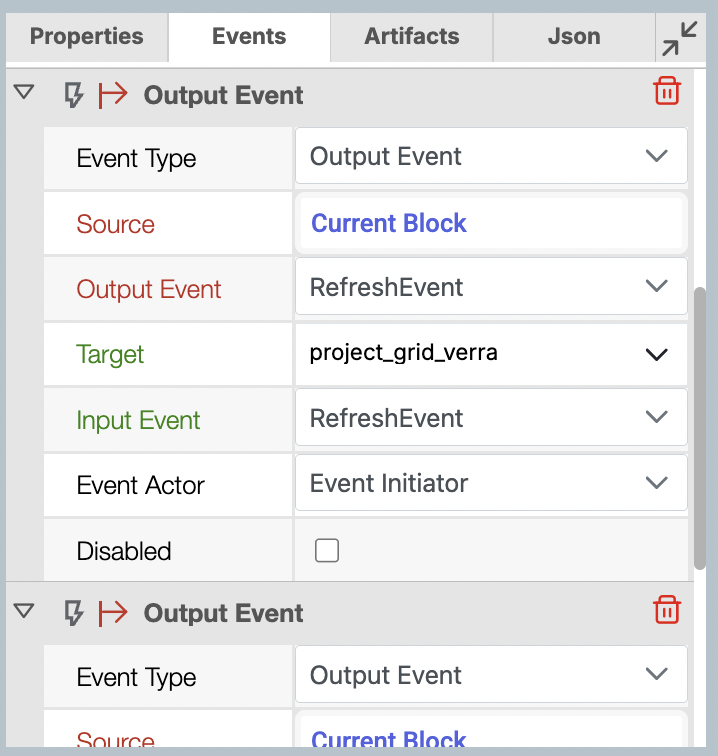 Properties Events Artifacts Json
Output Event
Event Type Output Event
Source Current Block
Output Event RefreshEvent
Target project_grid_verra
Input Event RefreshEvent
Event Actor Event Initiator
Disabled
Output Event
Event Type Output Event
Source Current Block